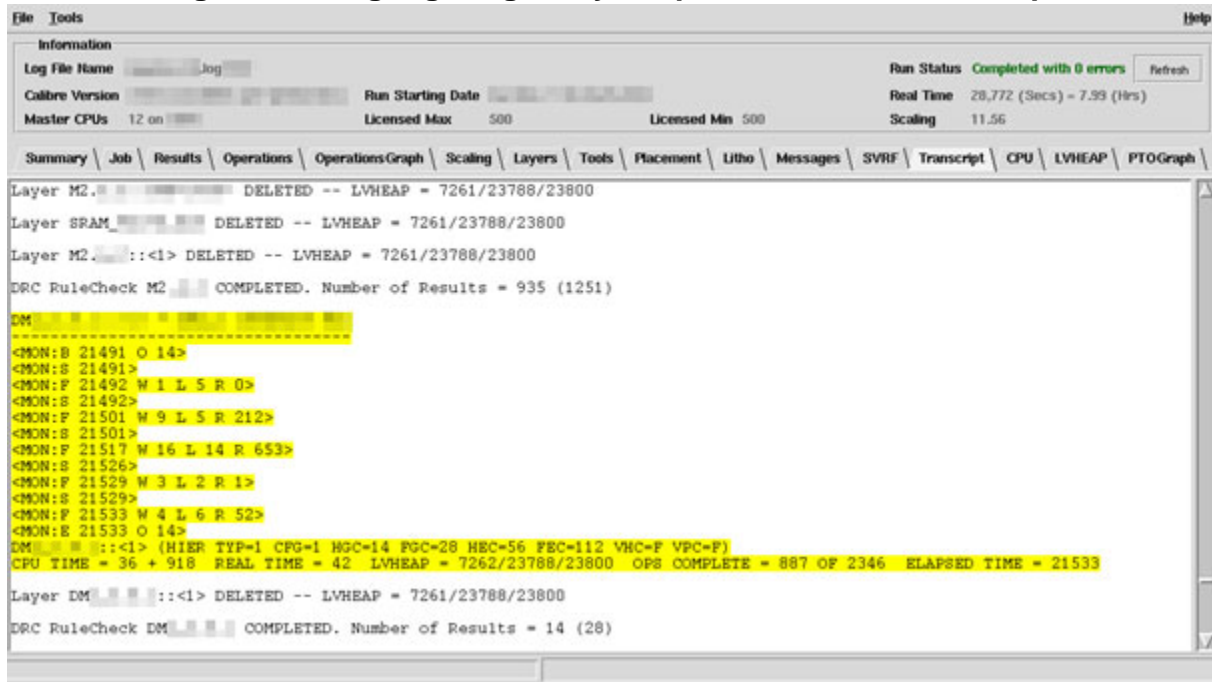 File Tools Help
Information
Log File Name .log Run Status Completed with 0 errors Refresh
Calibre Version Run Starting Date Real Time 28,772 (Secs) = 7.99 (Hrs)
Master CPUs 12 on Licensed Max 500 Licensed Min 500 Scaling 11.56
Summary \ Job \ Results \ Operations \ OperationsGraph \ Scaling \ Layers \ Tools \ Placement \ Litho \ Messages \ SVRF \ Transcript \ CPU \ LVHEAP \ PTOGraph \
Layer M2. DELETED -- LVHEAP = 7261/23788/23800
Layer SRAM_ DELETED -- LVHEAP = 7261/23788/23800
Layer M2. ::<1> DELETED -- LVHEAP = 7261/23788/23800
DRC RuleCheck M2 COMPLETED. Number of Results = 935 (1251)
DM
-----------------------------------
<MON:B 21491 O 14>
<MON:S 21491>
<MON:F 21492 W 1 L 5 R 0>
<MON:S 21492>
<MON:F 21501 W 9 L 5 R 212>
<MON:S 21501>
<MON:F 21517 W 16 L 14 R 653>
<MON:S 21526>
<MON:F 21529 W 3 L 2 R 1>
<MON:S 21529>
<MON:F 21533 W 4 L 6 R 52>
<MON:E 21533 O 14>
DM ::<1> (HIER TYP=1 CFG=1 HGC=14 FGC=28 HEC=56 FEC=112 VHC=F VPC=F)
CPU TIME = 36 + 918 REAL TIME = 42 LVHEAP = 7262/23788/23800 OPS COMPLETE = 887 OF 2346 ELAPSED TIME = 21533
Layer DM ::<1> DELETED -- LVHEAP = 7261/23788/23800
DRC RuleCheck DM COMPLETED. Number of Results = 14 (28)